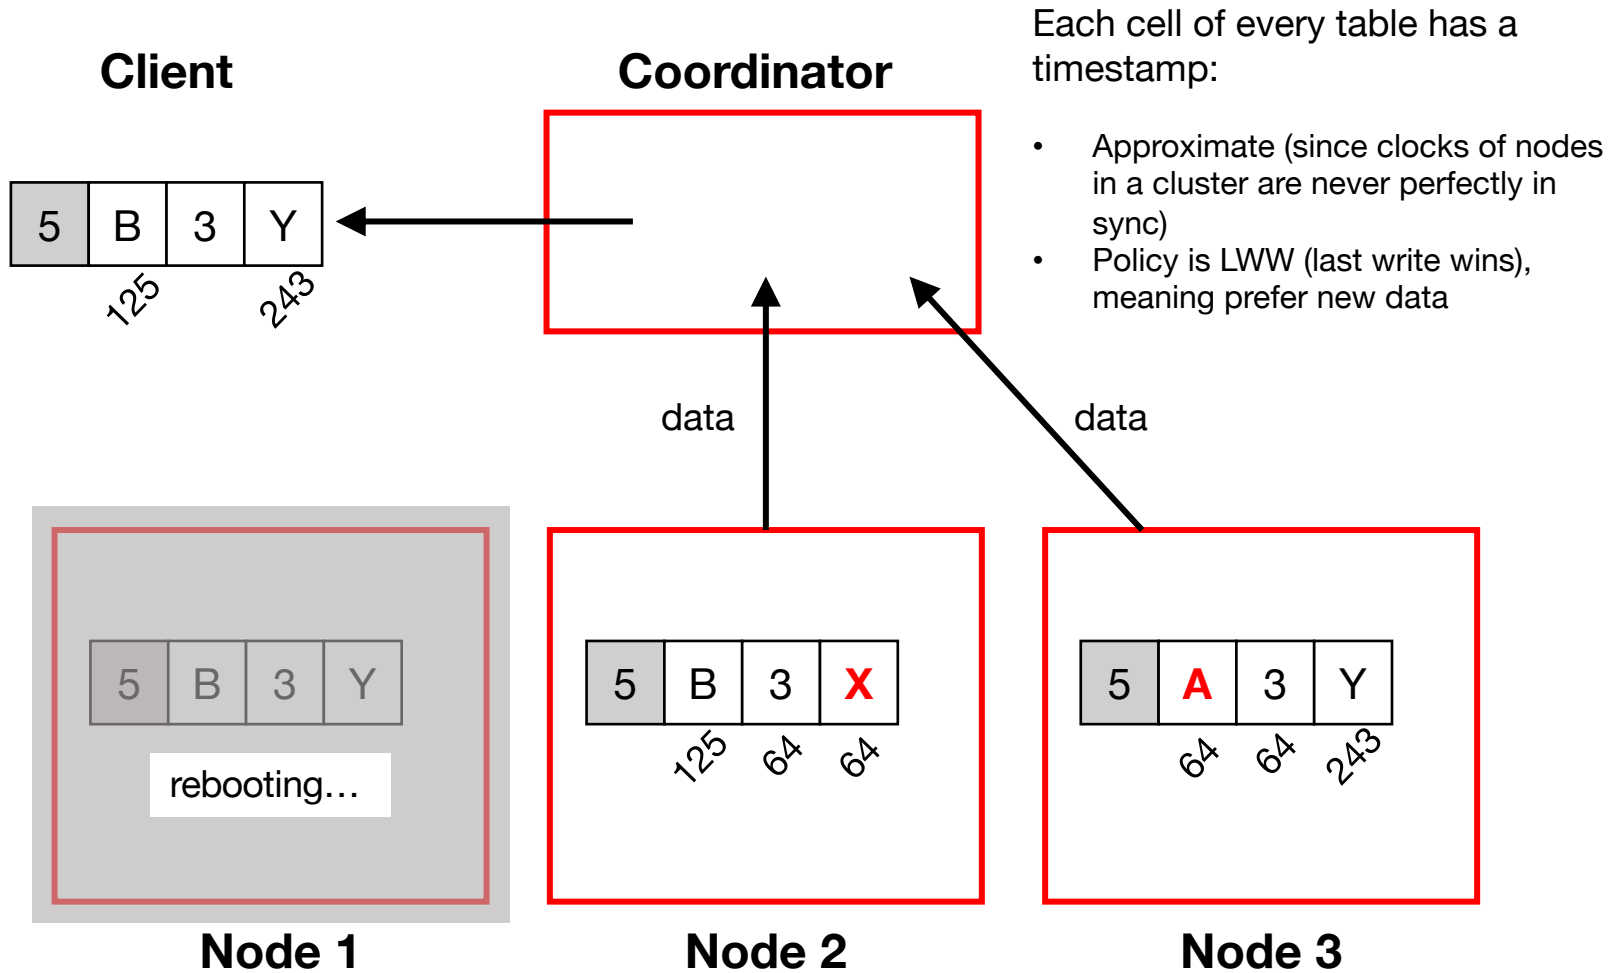 Client
Coordinator
Each cell of every table has a
timestamp:
• Approximate (since clocks of nodes
in a cluster are never perfectly in
sync)
• Policy is LWW (last write wins),
meaning prefer new data
5 B 3 Y
125 243
data
data
5 B 3 Y
rebooting...
5 B 3 X
125 64 64
5 A 3 Y
64 64 243
Node 1
Node 2
Node 3